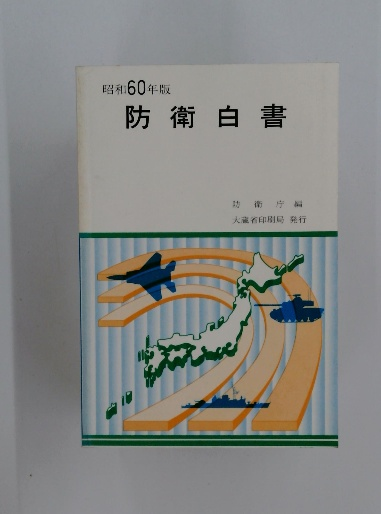 昭和60年版
防衛白書
防衛庁編
大蔵省印刷局 発行